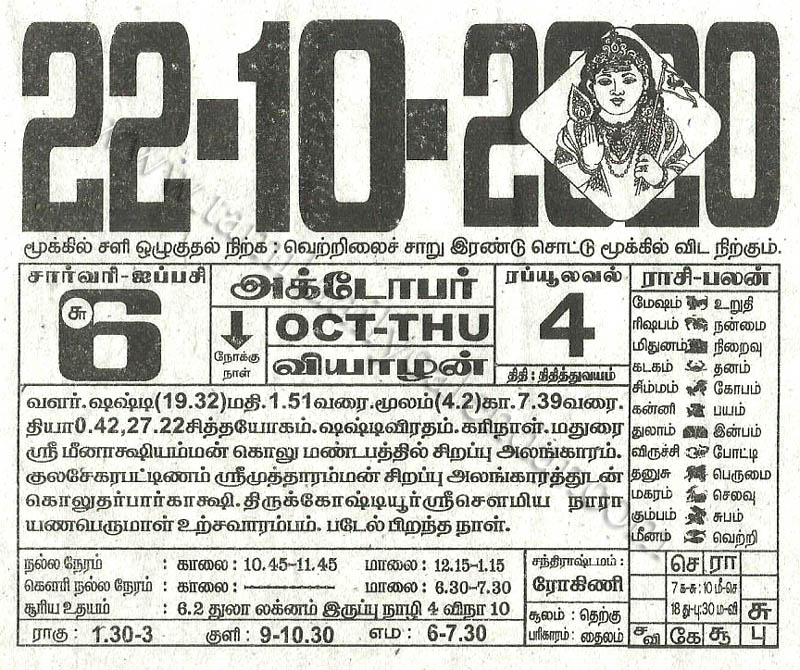 22-10-2020
மூக்கில் சளி ஒழுகுதல் நிற்க : வெற்றிலைச் சாறு இரண்டு சொட்டு மூக்கில் விட நிற்கும்.
சார்வரி-ஐப்பசி
சு
6
அக்டோபர்
நோக்கு
நாள்
OCT-THU
வியாழன்
ரப்யூலவல்
4
திதி : நிதித்துவயம்
ராசி-பலன்
மேஷம் உறுதி
ரிஷபம் நன்மை
மிதுனம் நிறைவு
கடகம் தனம்
சிம்மம் கோபம்
கன்னி பயம்
துலாம் இன்பம்
விருச்சி போட்டி
தனுசு பெருமை
மகரம் செலவு
கும்பம் சுபம்
மீனம் வெற்றி
வளர். ஷஷ்டி(19.32)மதி.1.51வரை.மூலம்(4.2)கா.7.39வரை.
தியா0.42,27.22சித்தயோகம். ஷஷ்டிவிரதம். கரிநாள். மதுரை
ஸ்ரீ மீனாக்ஷியம்மன் கொலு மண்டபத்தில் சிறப்பு அலங்காரம்.
குலசேகரபட்டிணம் ஸ்ரீமுத்தாரம்மன் சிறப்பு அலங்காரத்துடன்
கொலுதர்பார்காக்ஷி. திருக்கோஷ்டியூர்ஸ்ரீசௌமிய நாரா
யணபெருமாள் உற்சவாரம்பம். படேல் பிறந்த நாள்.
நல்ல நேரம் : காலை: 10.45-11.45 மாலை: 12.15-1.15
கௌரி நல்ல நேரம் : காலை: மாலை: 6.30-7.30
சூரிய உதயம் : 6.2 துலா லக்னம் இருப்பு நாழி 4 விநா 10
ராகு : 1.30-3 குளி : 9-10.30 எம : 6-7.30
சந்திராஷ்டமம் :
ரோகிணி
சூலம் : தெற்கு
பரிகாரம் : தைலம்
செ ரா
7 க-சு : 10 மீ-செ
18 து-பு:30 ம-வி சு
ச வி கே சூ பு